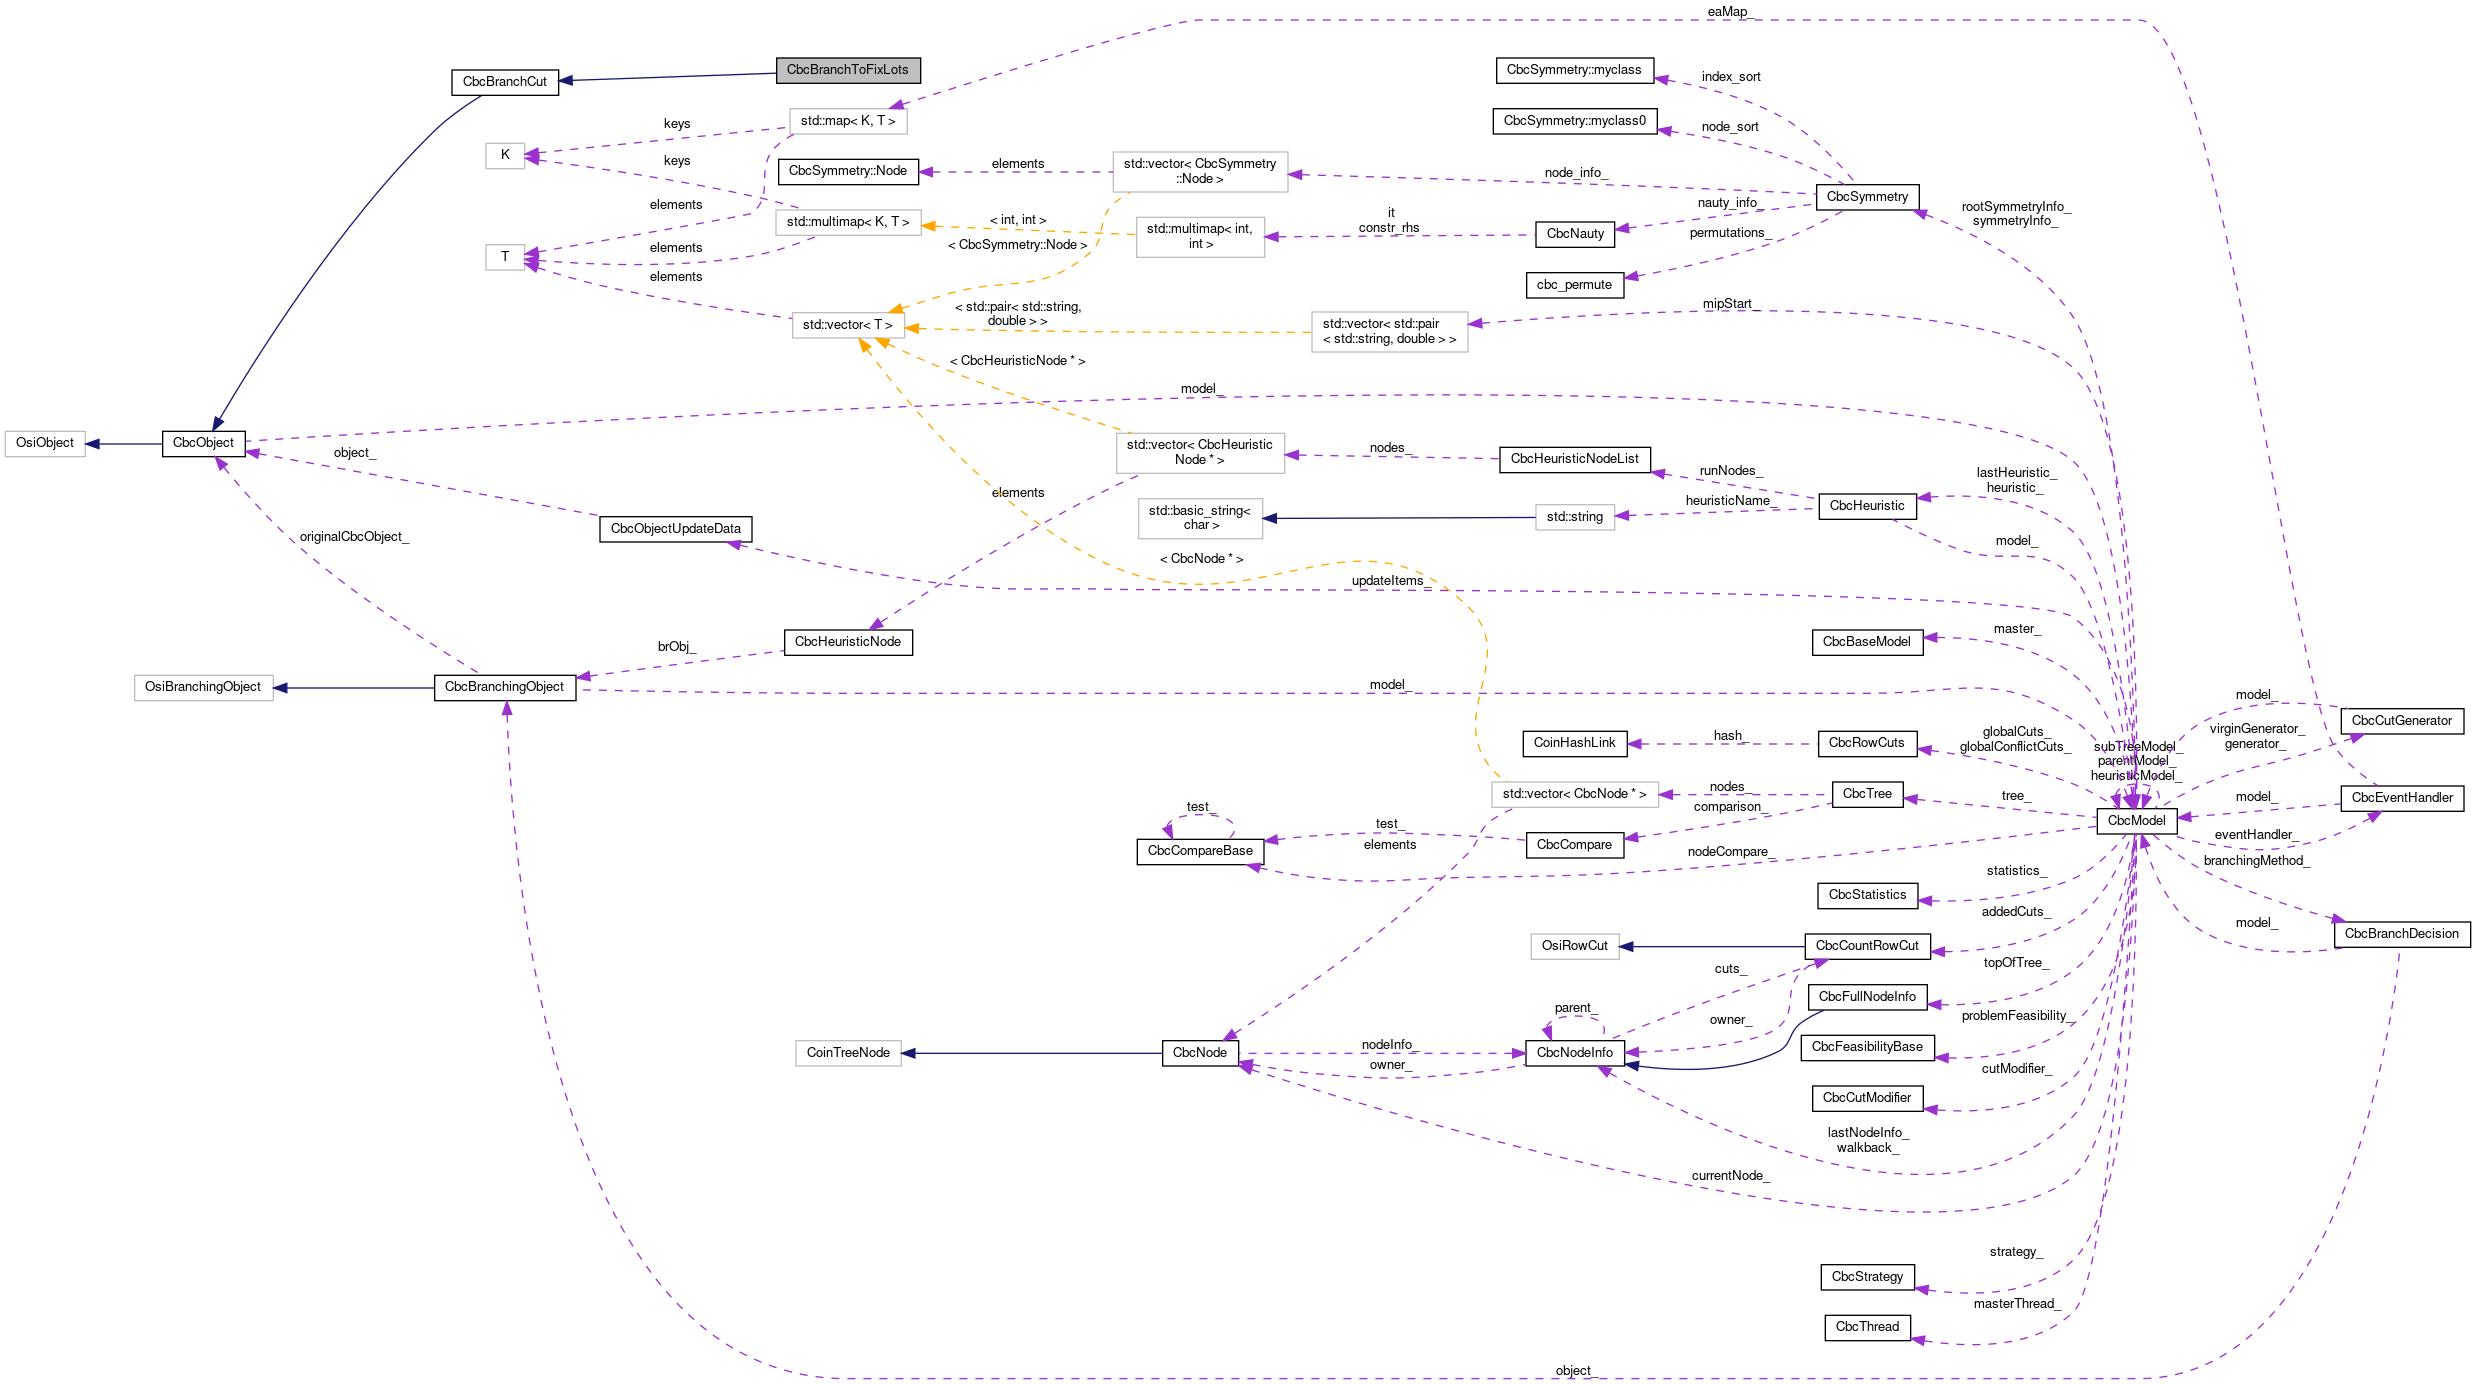 eaMap_
CbcBranchToFixLots
CbcBranchCut
CbcSymmetry::myclass
index_sort
std::map< K, T >
keys
CbcSymmetry::myclass0
node_sort
K
keys
CbcSymmetry::Node
elements
std::vector< CbcSymmetry
::Node >
node_info_
CbcSymmetry
elements
std::multimap< K, T >
< int, int >
std::multimap< int,
int >
it
constr_rhs
CbcNauty
nauty_info_
rootSymmetryInfo_
symmetryInfo_
permutations_
elements
T
< CbcSymmetry::Node >
elements
cbc_permute
std::vector< T >
< std::pair< std::string,
double > >
std::vector< std::pair
< std::string, double > >
mipStart_
< CbcHeuristicNode * >
model_
OsiObject
CbcObject
object_
std::vector< CbcHeuristic
Node * >
nodes_
CbcHeuristicNodeList
runNodes_
lastHeuristic_
heuristic_
elements
std::basic_string<
char >
std::string
heuristicName_
CbcHeuristic
originalCbcObject_
CbcObjectUpdateData
model_
< CbcNode * >
updateItems_
CbcHeuristicNode
brObj_
CbcBaseModel
master_
OsiBranchingObject
CbcBranchingObject
model_
model_
CbcCutGenerator
virginGenerator_
generator_
CoinHashLink
hash_
CbcRowCuts
globalCuts_
globalConflictCuts_
subTreeModel_
parentModel_
heuristicModel_
std::vector< CbcNode * >
nodes_
comparison_
CbcTree
tree_
CbcModel
model_
CbcEventHandler
test_
CbcCompareBase
test_
elements
CbcCompare
nodeCompare_
eventHandler_
branchingMethod_
CbcStatistics
statistics_
addedCuts_
model_
CbcBranchDecision
OsiRowCut
CbcCountRowCut
cuts_
topOfTree_
CbcFullNodeInfo
parent_
owner_
problemFeasibility_
CoinTreeNode
CbcNode
nodeInfo_
owner_
CbcNodeInfo
CbcFeasibilityBase
cutModifier_
CbcCutModifier
lastNodeInfo_
walkback_
currentNode_
strategy_
CbcStrategy
masterThread_
CbcThread
object_